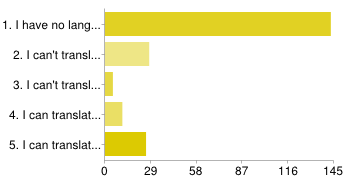 1. I have no lang...
2. I can't transl...
3. I can't transl...
4. I can translat...
5. I can translat...
0 29 58 87 116 145